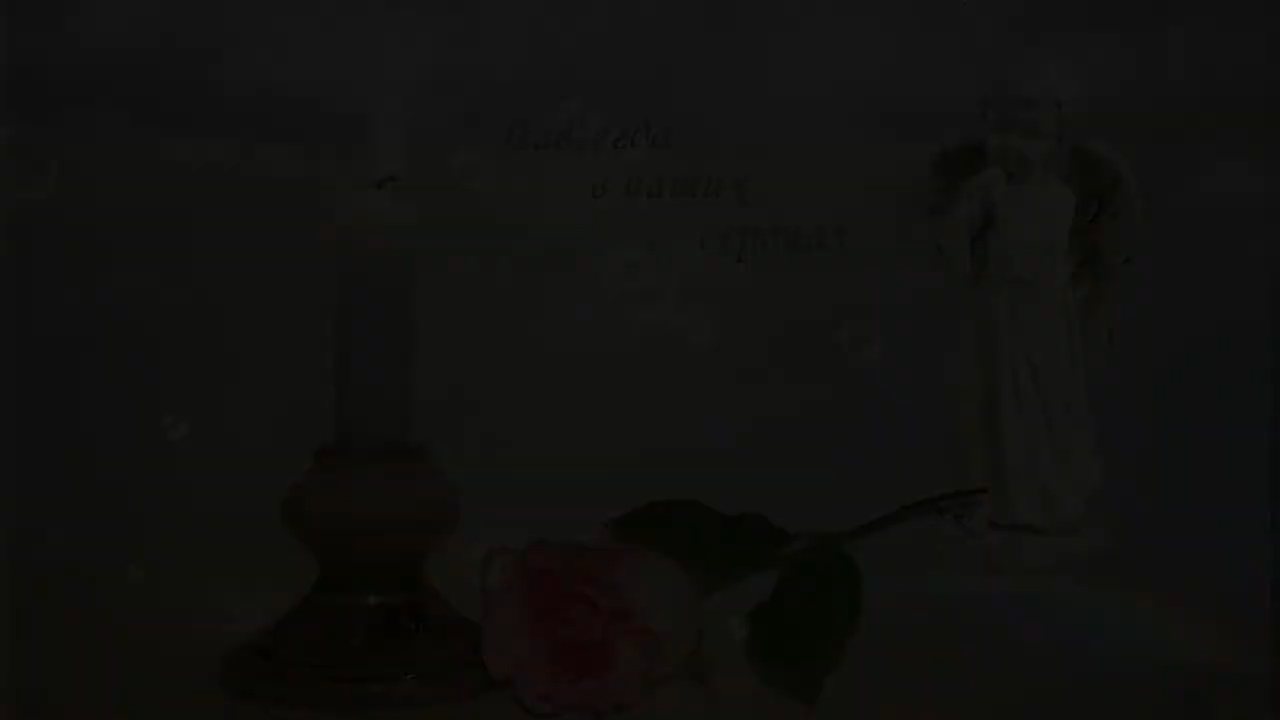 Навсегда
в наших
сердцах